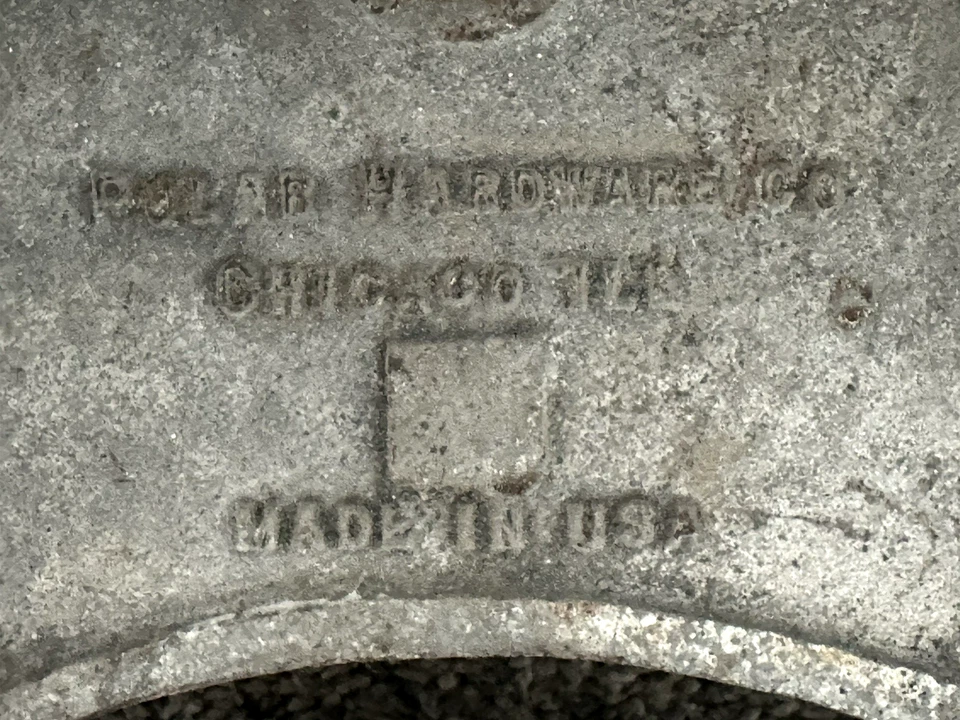 POLAR HARDWARE CO
CHICAGO ILL
MADE IN USA